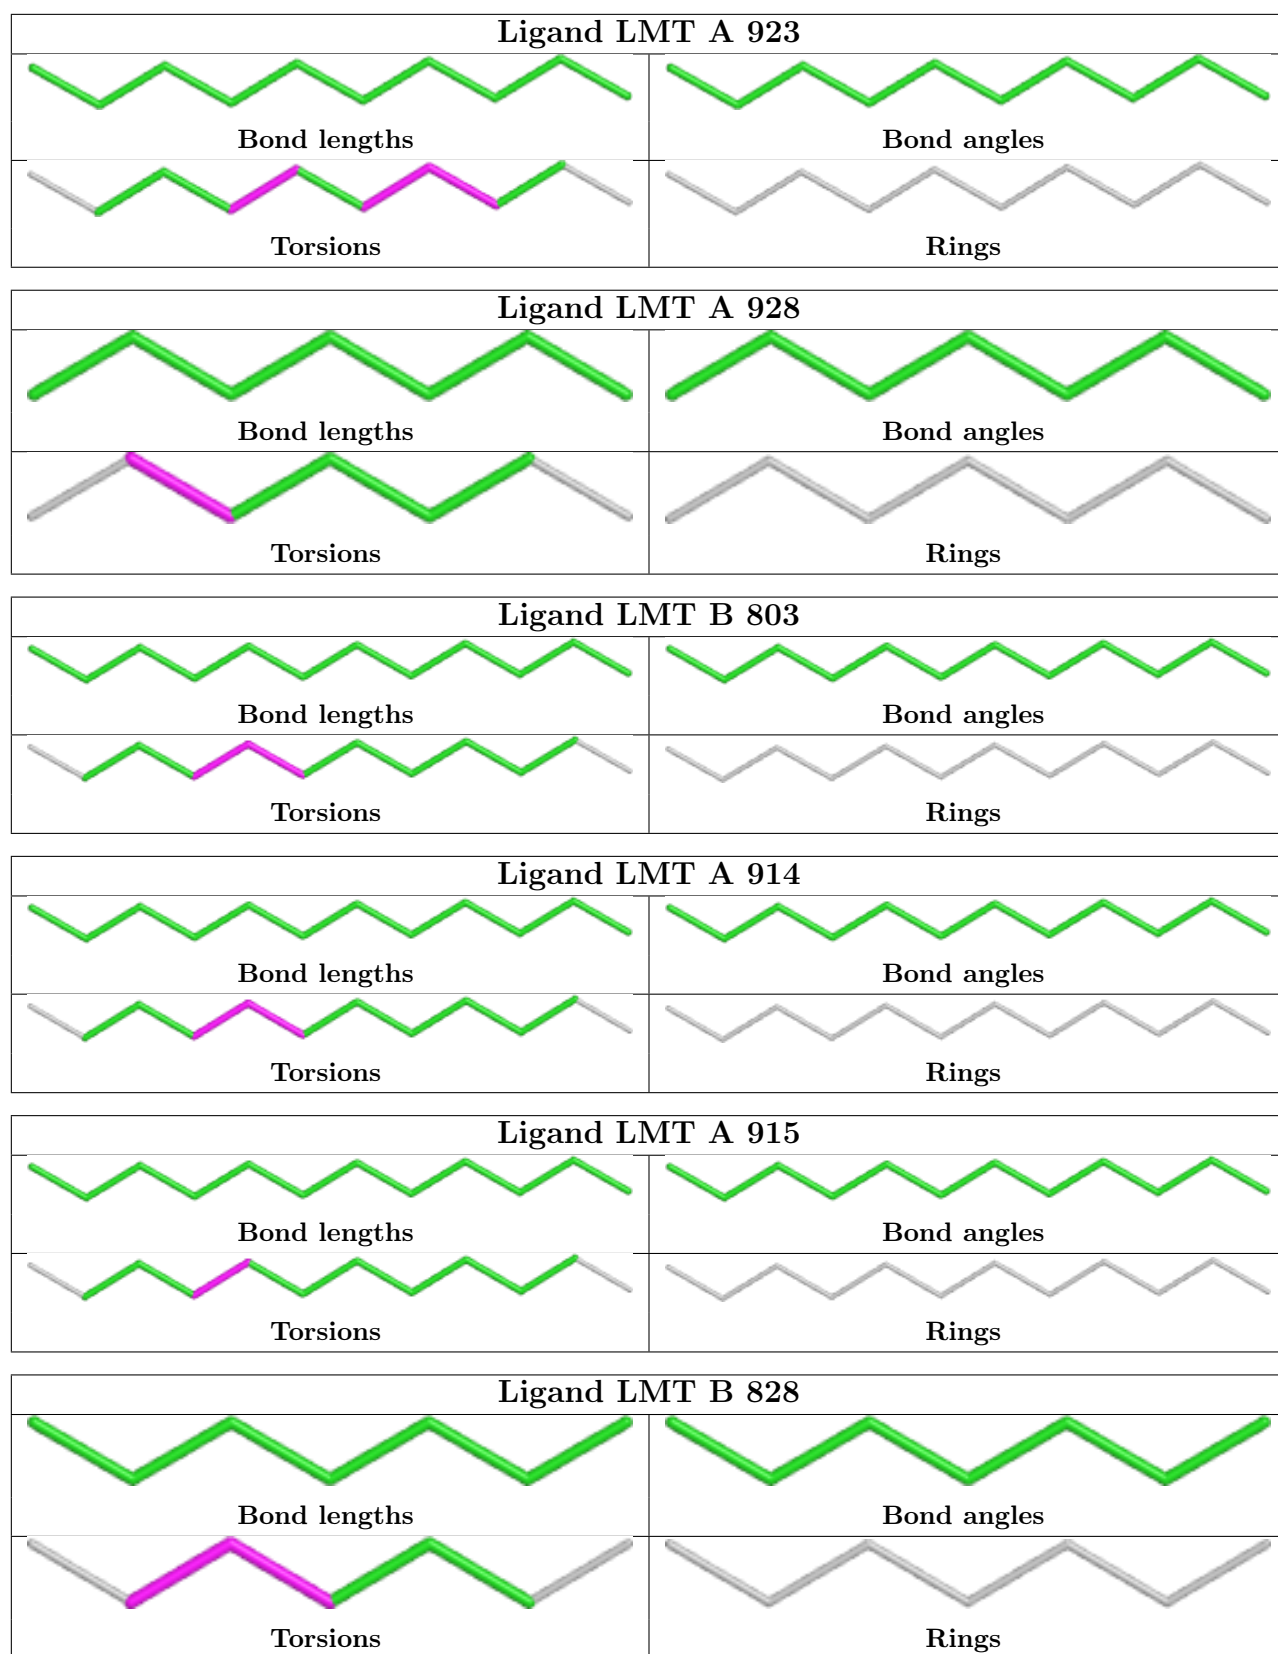 Ligand LMT A 923
Bond lengths Bond angles
Torsions Rings
Ligand LMT A 928
Bond lengths Bond angles
Torsions Rings
Ligand LMT B 803
Bond lengths Bond angles
Torsions Rings
Ligand LMT A 914
Bond lengths Bond angles
Torsions Rings
Ligand LMT A 915
Bond lengths Bond angles
Torsions Rings
Ligand LMT B 828
Bond lengths Bond angles
Torsions Rings